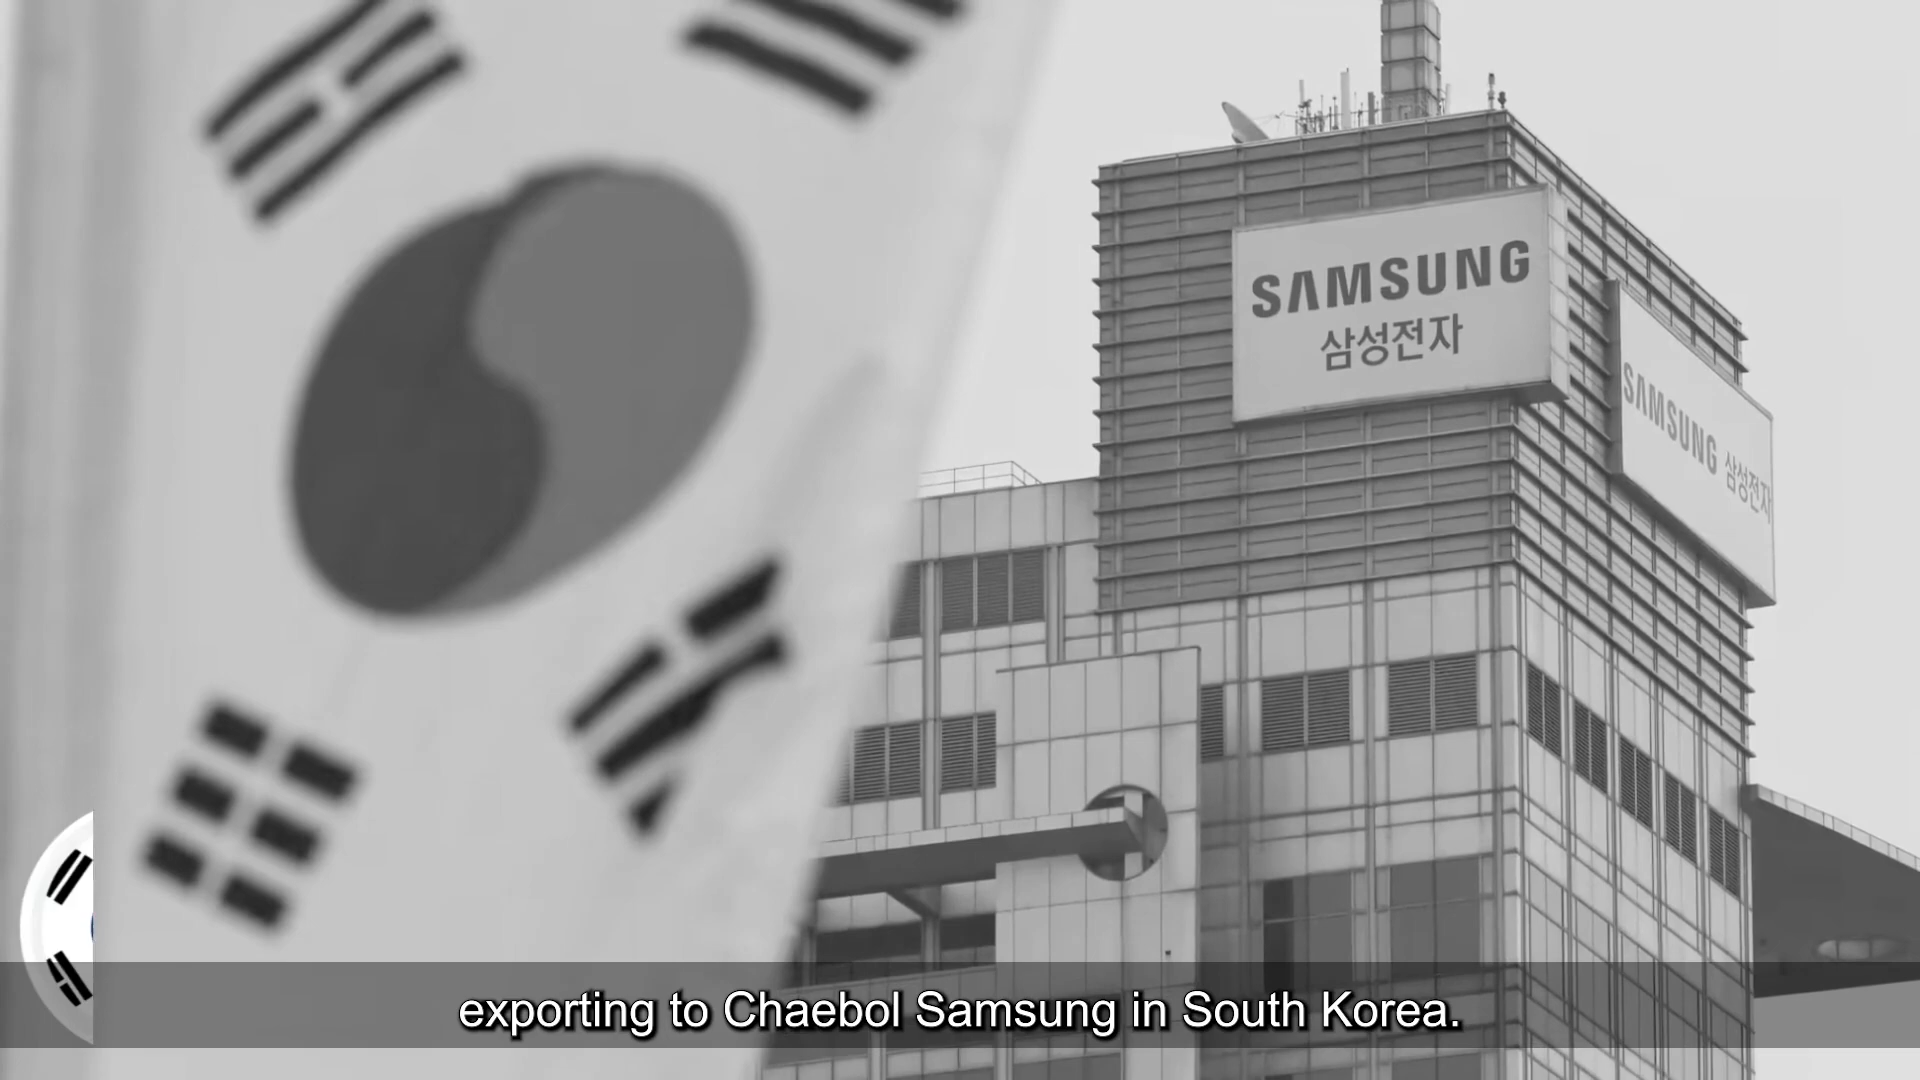 SAMSUNG
삼성전자
SAMSUNG 삼성전자
exporting to Chaebol Samsung in South Korea.